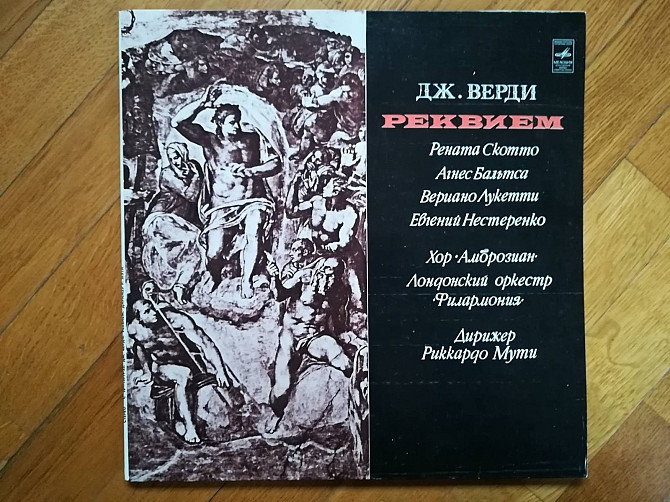 МЕЛОДИЯ
ДЖ. ВЕРДИ
РЕКВИЕМ
Рената Скотто
Агнес Бальтса
Вериано Лукетти
Евгений Нестеренко
Хор «Амброзиан»
Лондонский оркестр
«Филармония»
Дирижер
Риккардо Мути